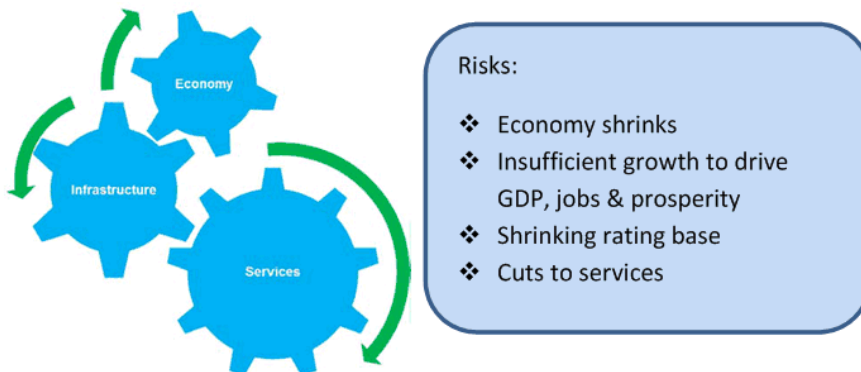 Economy
Infrastructure
Services
Risks:
❖ Economy shrinks
❖ Insufficient growth to drive
GDP, jobs & prosperity
❖ Shrinking rating base
❖ Cuts to services